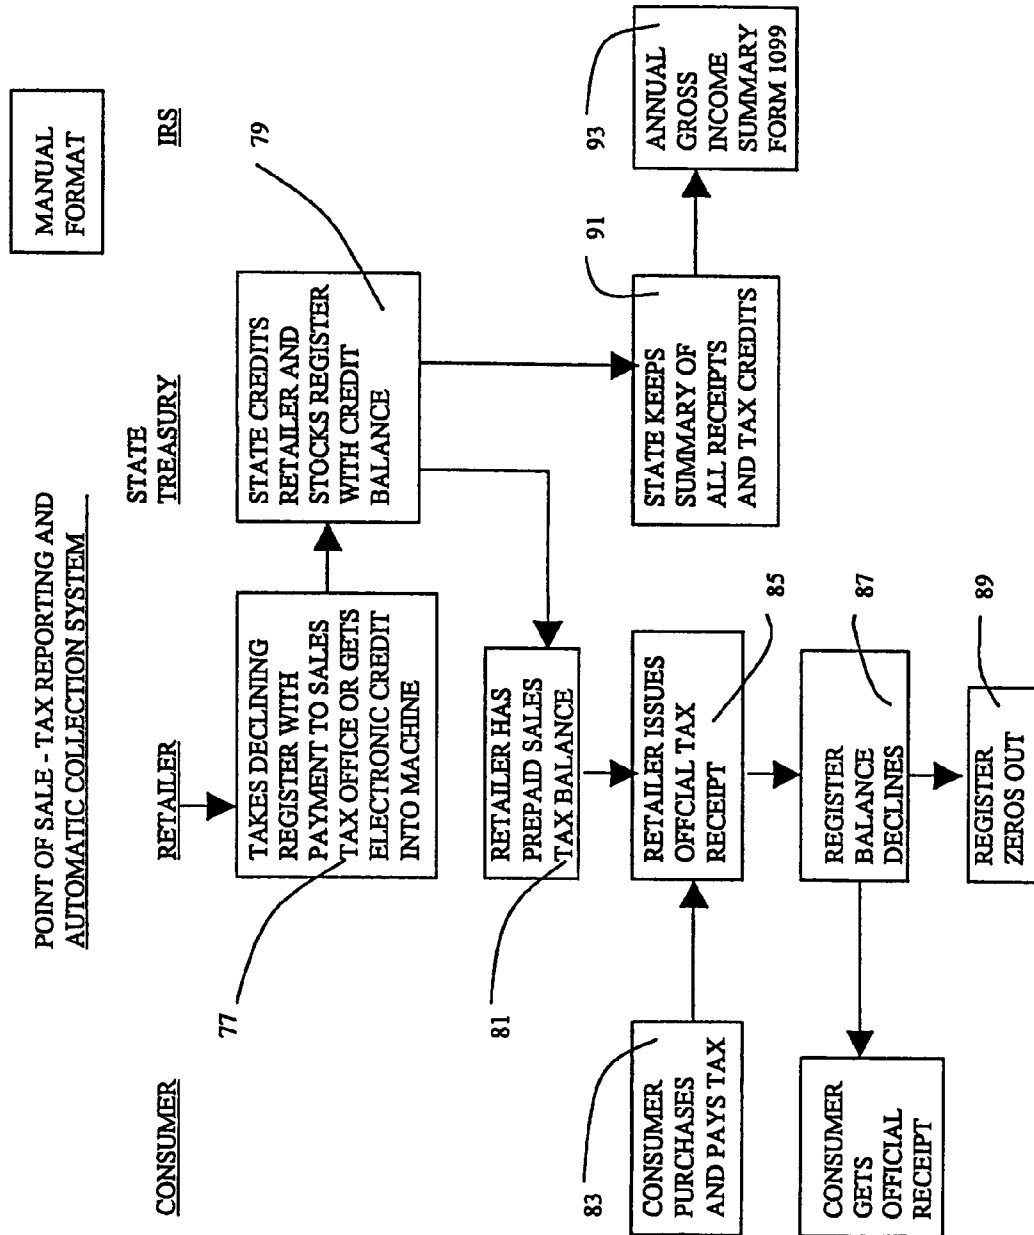 POINT OF SALE - TAX REPORTING AND
AUTOMATIC COLLECTION SYSTEM
MANUAL
FORMAT
CONSUMER
RETAILER
STATE
TREASURY
IRS
TAKES DECLINING
REGISTER WITH
PAYMENT TO SALES
TAX OFFICE OR GETS
ELECTRONIC CREDIT
INTO MACHINE
77
STATE CREDITS
RETAILER AND
STOCKS REGISTER
WITH CREDIT
BALANCE
79
RETAILER HAS
PREPAID SALES
TAX BALANCE
81
CONSUMER
PURCHASES
AND PAYS TAX
83
RETAILER ISSUES
OFFCIAL TAX
RECEIPT
85
STATE KEEPS
SUMMARY OF
ALL RECEIPTS
AND TAX CREDITS
91
ANNUAL
GROSS
INCOME
SUMMARY
FORM 1099
93
CONSUMER
GETS
OFFICIAL
RECEIPT
REGISTER
BALANCE
DECLINES
87
REGISTER
ZEROS OUT
89